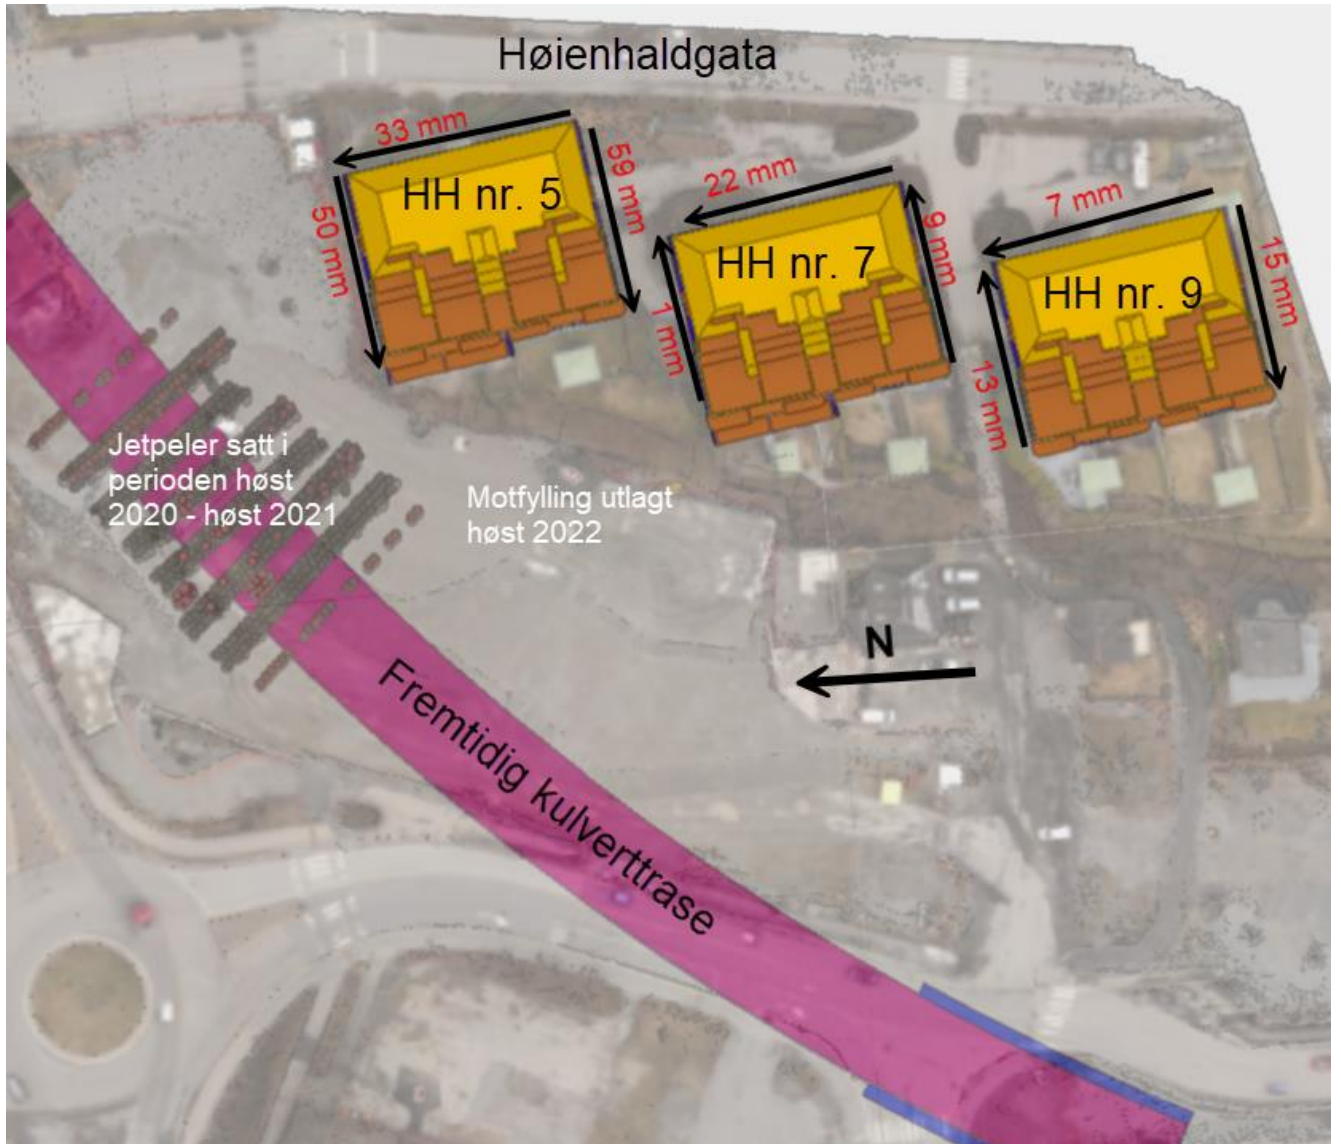 Høienhaldgata
33 mm
59 mm
HH nr. 5
50 mm
22 mm
9 mm
HH nr. 7
1 mm
7 mm
15 mm
HH nr. 9
13 mm
Jetpeler satt i
perioden høst
2020 - høst 2021
Motfylling utlagt
høst 2022
N
Fremtidig kulverttrase